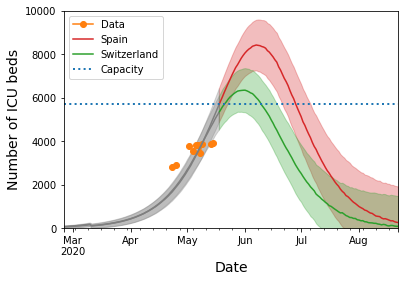 10000
8000
6000
4000
2000
0
Number of ICU beds
Data
Spain
Switzerland
Capacity
Mar
2020
Apr
May
Jun
Jul
Aug
Date